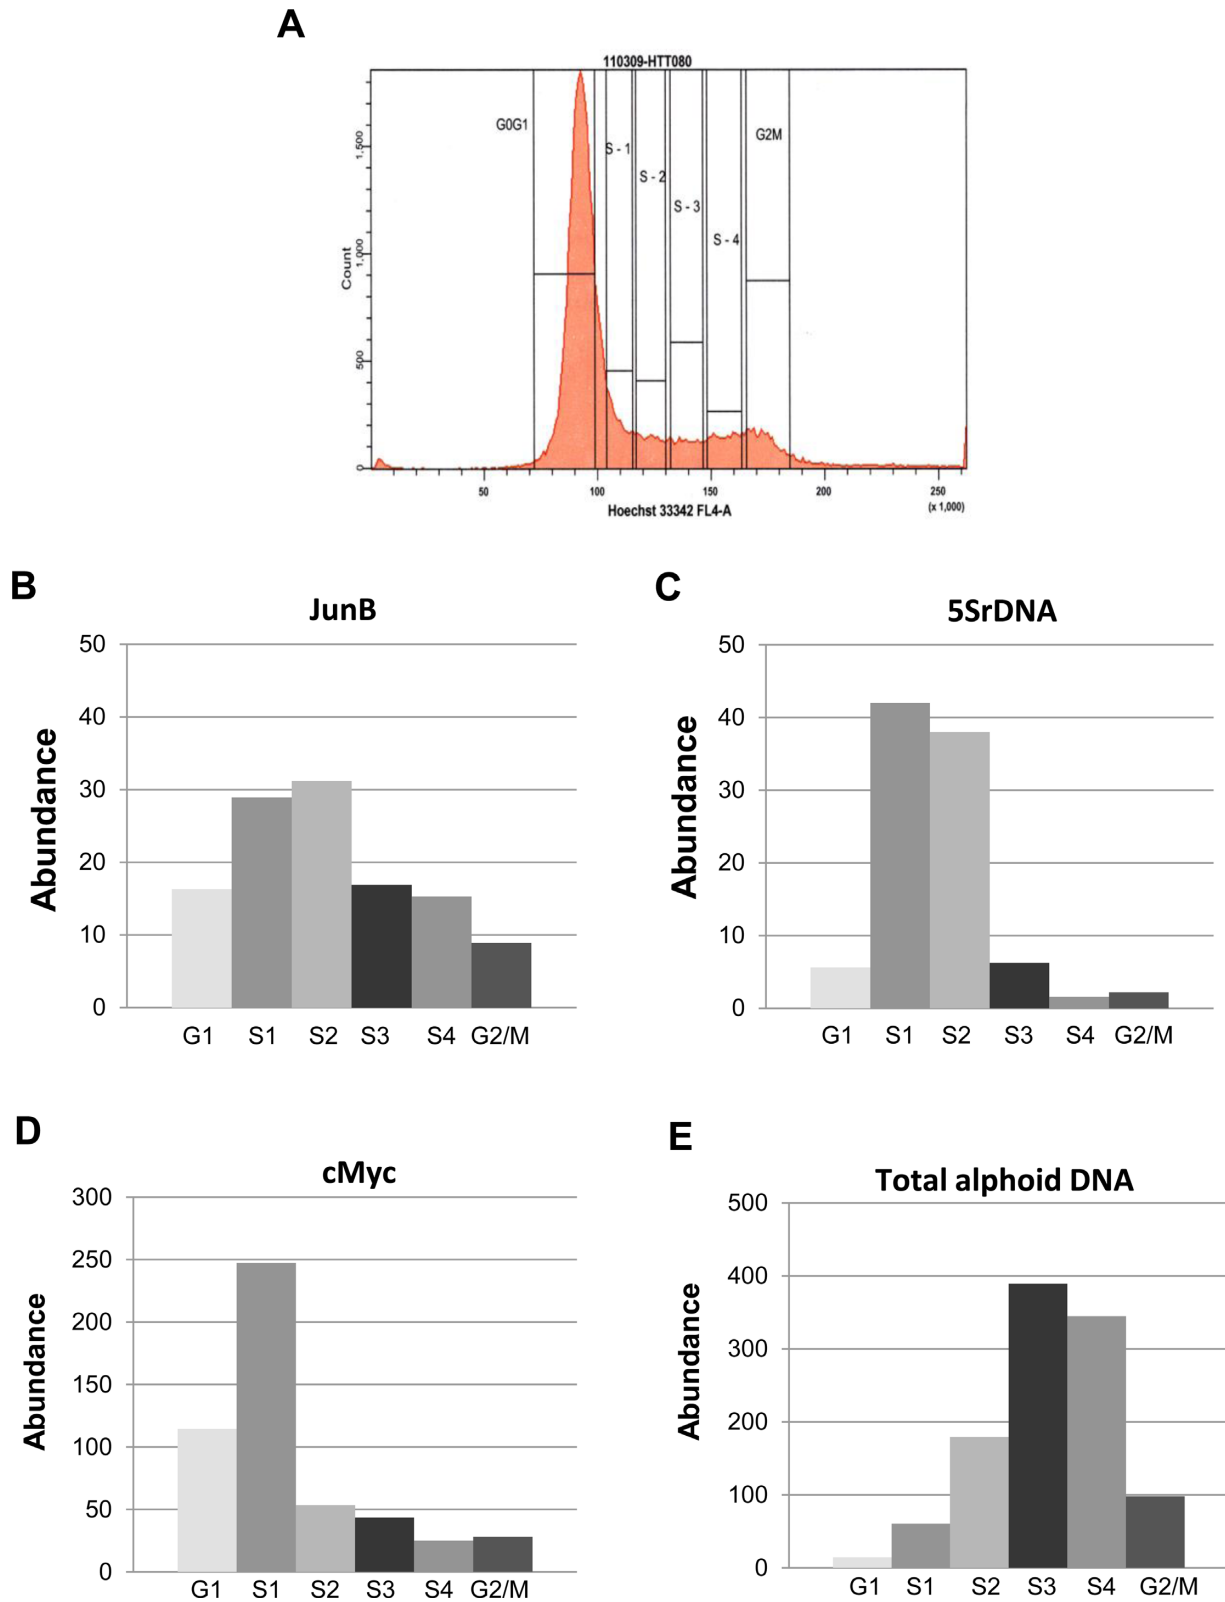 A
110309-HTT080
G0G1
S - 1
S - 2
S - 3
S - 4
G2M
Count
1,500
1,000
500
0
50 100 150 200 250
(x 1,000)
Hoechst 33342 FL4-A
B
JunB
Abundance
50
40
30
20
10
0
G1 S1 S2 S3 S4 G2/M
C
5SrDNA
Abundance
50
40
30
20
10
0
G1 S1 S2 S3 S4 G2/M
D
cMyc
Abundance
300
250
200
150
100
50
0
G1 S1 S2 S3 S4 G2/M
E
Total alphoid DNA
Abundance
500
400
300
200
100
0
G1 S1 S2 S3 S4 G2/M